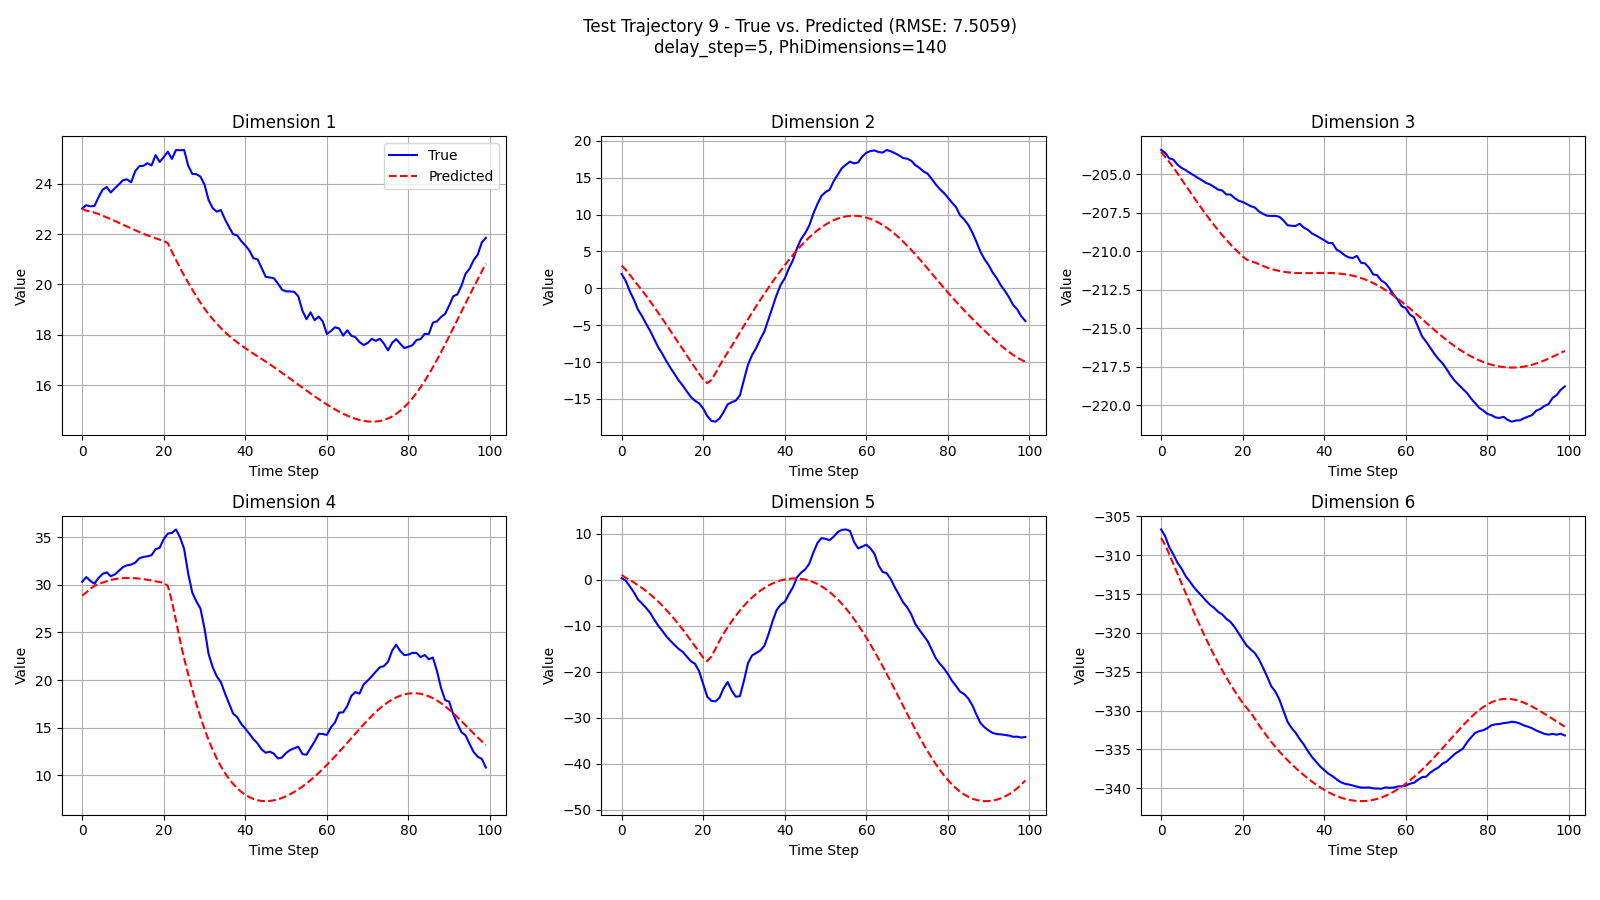 Test Trajectory 9 - True vs. Predicted (RMSE: 7.5059)
delay_step=5, PhiDimensions=140
Dimension 1
True
Predicted
Value
24
22
20
18
16
0 20 40 60 80 100
Time Step
Dimension 2
Value
20
15
10
5
0
−5
−10
−15
0 20 40 60 80 100
Time Step
Dimension 3
Value
−205.0
−207.5
−210.0
−212.5
−215.0
−217.5
−220.0
0 20 40 60 80 100
Time Step
Dimension 4
Value
35
30
25
20
15
10
0 20 40 60 80 100
Time Step
Dimension 5
Value
10
0
−10
−20
−30
−40
−50
0 20 40 60 80 100
Time Step
Dimension 6
Value
−305
−310
−315
−320
−325
−330
−335
−340
0 20 40 60 80 100
Time Step